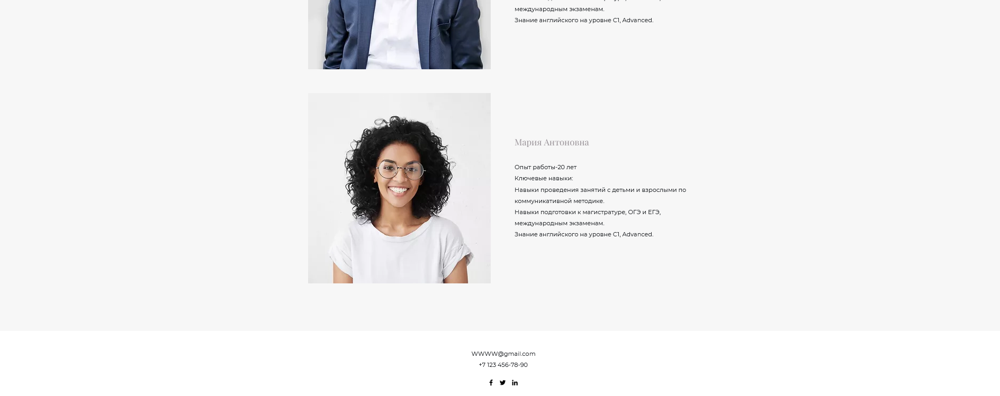 международным экзаменам.
Знание английского на уровне C1, Advanced.
Мария Антоновна
Опыт работы-20 лет
Ключевые навыки:
Навыки проведения занятий с детьми и взрослыми по
коммуникативной методике.
Навыки подготовки к магистратуре, ОГЭ и ЕГЭ,
международным экзаменам.
Знание английского на уровне C1, Advanced.
WWWW@gmail.com
+7 123 456-78-90